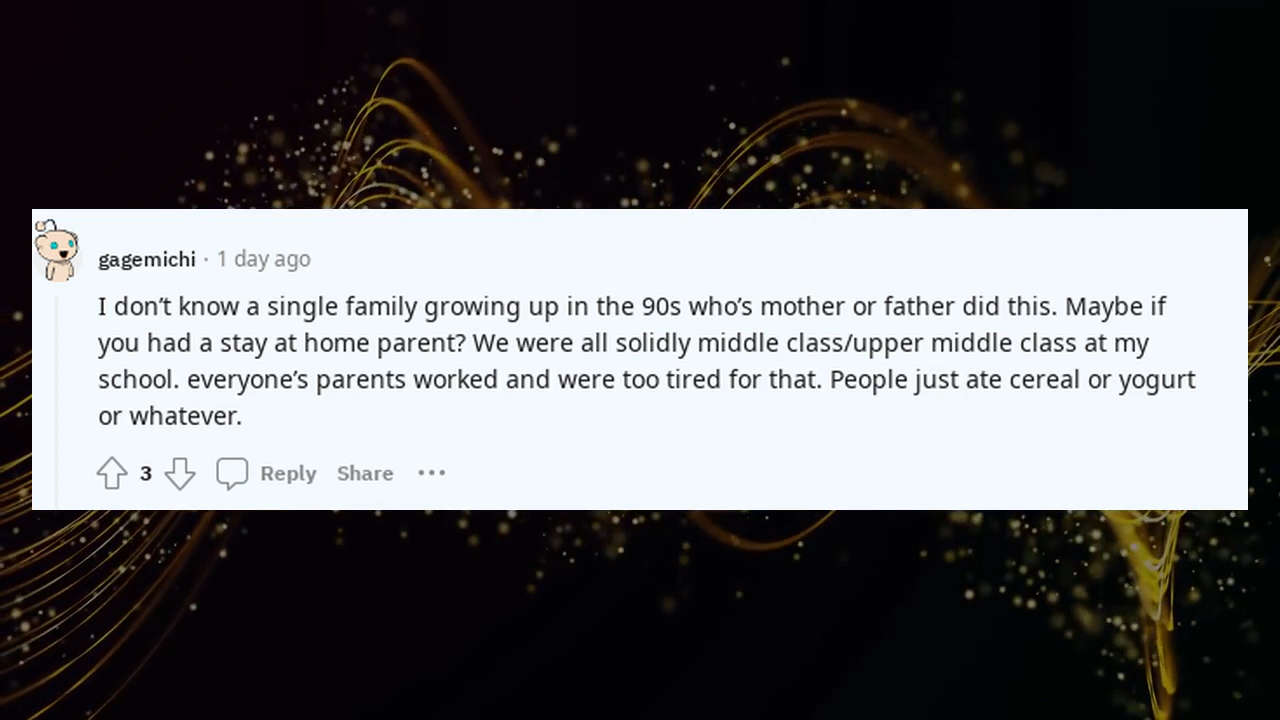 gagemichi · 1 day ago
I don’t know a single family growing up in the 90s who’s mother or father did this. Maybe if
you had a stay at home parent? We were all solidly middle class/upper middle class at my
school. everyone’s parents worked and were too tired for that. People just ate cereal or yogurt
or whatever.
3 Reply Share ···